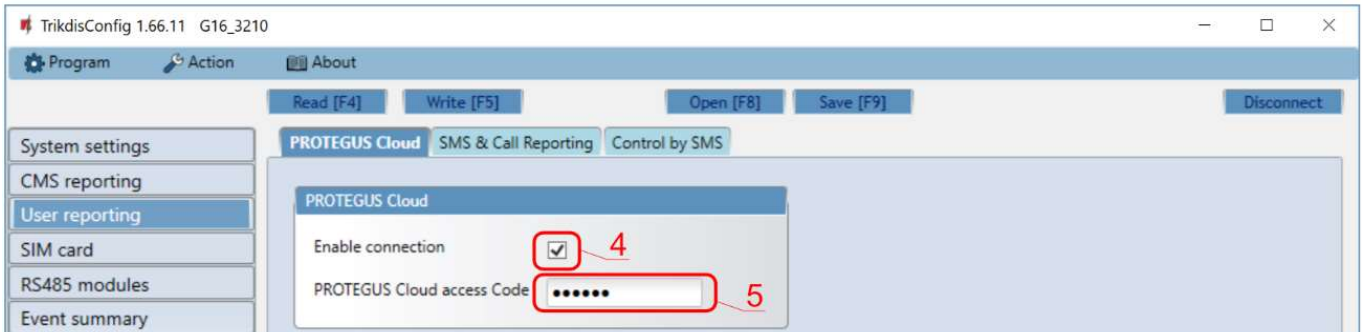 TrikdisConfig 1.66.11 G16_3210
Program Action About
Read [F4] Write [F5] Open [F8] Save [F9] Disconnect
System settings
CMS reporting
User reporting
SIM card
RS485 modules
Event summary
PROTEGUS Cloud SMS & Call Reporting Control by SMS
PROTEGUS Cloud
Enable connection 4
PROTEGUS Cloud access Code •••••• 5